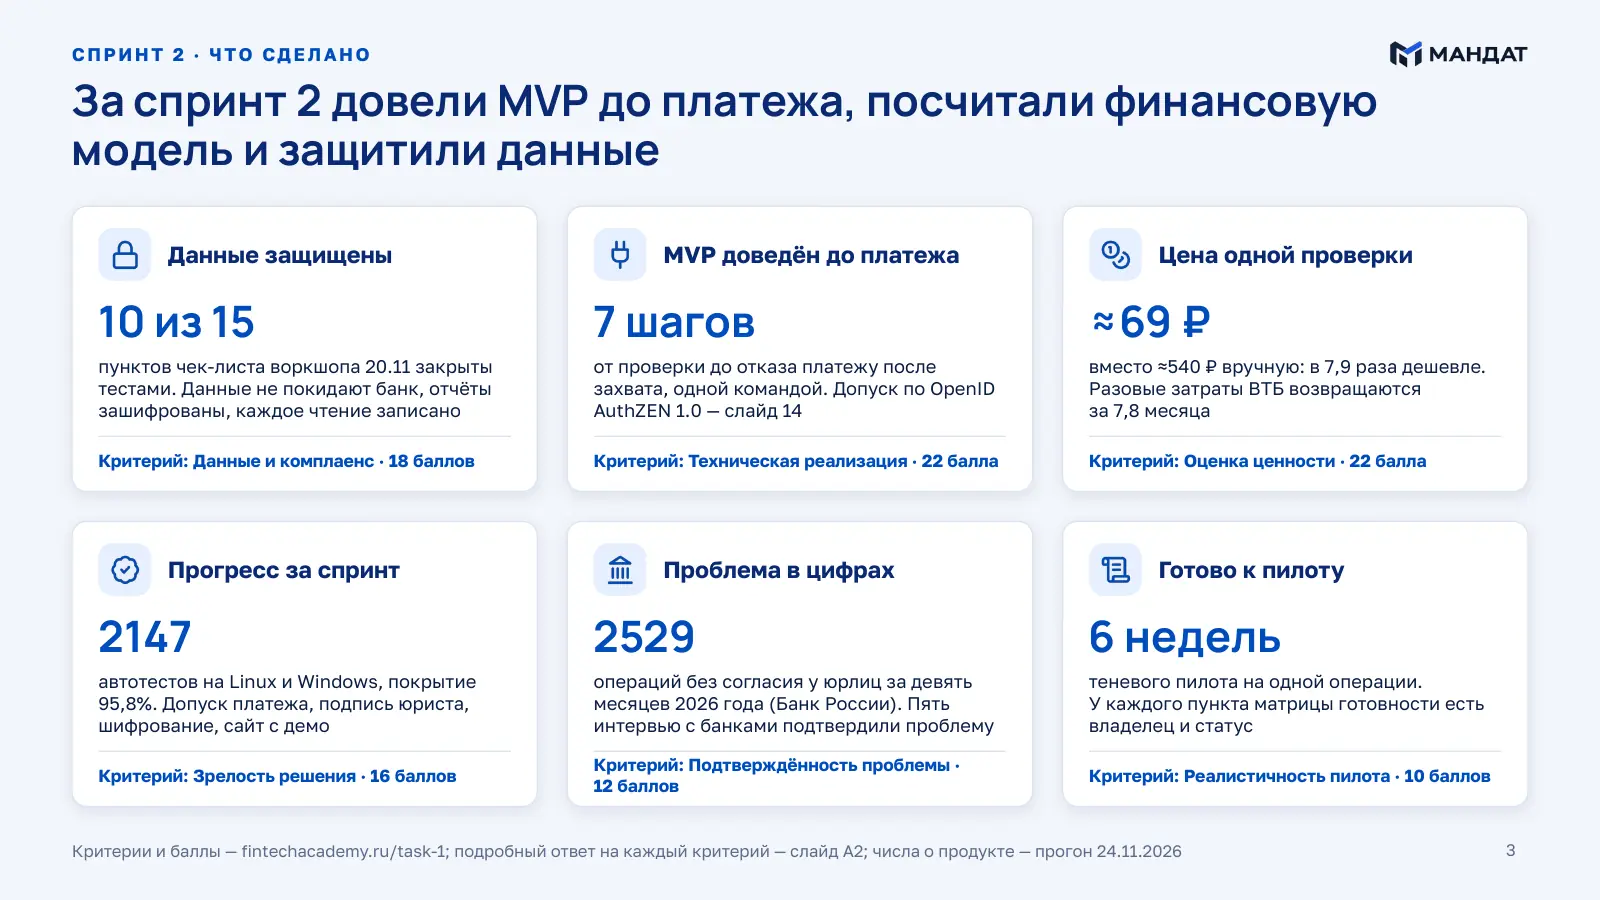 СПРИНТ 2 · ЧТО СДЕЛАНО
МАНДАТ
За спринт 2 довели MVP до платежа, посчитали финансовую
модель и защитили данные
Данные защищены
10 из 15
пунктов чек-листа воркшопа 20.11 закрыты
тестами. Данные не покидают банк, отчёты
зашифрованы, каждое чтение записано
Критерий: Данные и комплаенс · 18 баллов
MVP доведён до платежа
7 шагов
от проверки до отказа платежу после
захвата, одной командой. Допуск по OpenID
AuthZEN 1.0 — слайд 14
Критерий: Техническая реализация · 22 балла
Цена одной проверки
≈69 ₽
вместо ≈540 ₽ вручную: в 7,9 раза дешевле.
Разовые затраты ВТБ возвращаются
за 7,8 месяца
Критерий: Оценка ценности · 22 балла
Прогресс за спринт
2147
автотестов на Linux и Windows, покрытие
95,8%. Допуск платежа, подпись юриста,
шифрование, сайт с демо
Критерий: Зрелость решения · 16 баллов
Проблема в цифрах
2529
операций без согласия у юрлиц за девять
месяцев 2026 года (Банк России). Пять
интервью с банками подтвердили проблему
Критерий: Подтверждённость проблемы ·
12 баллов
Готово к пилоту
6 недель
теневого пилота на одной операции.
У каждого пункта матрицы готовности есть
владелец и статус
Критерий: Реалистичность пилота · 10 баллов
Критерии и баллы — fintechacademy.ru/task-1; подробный ответ на каждый критерий — слайд A2; числа о продукте — прогон 24.11.2026
3